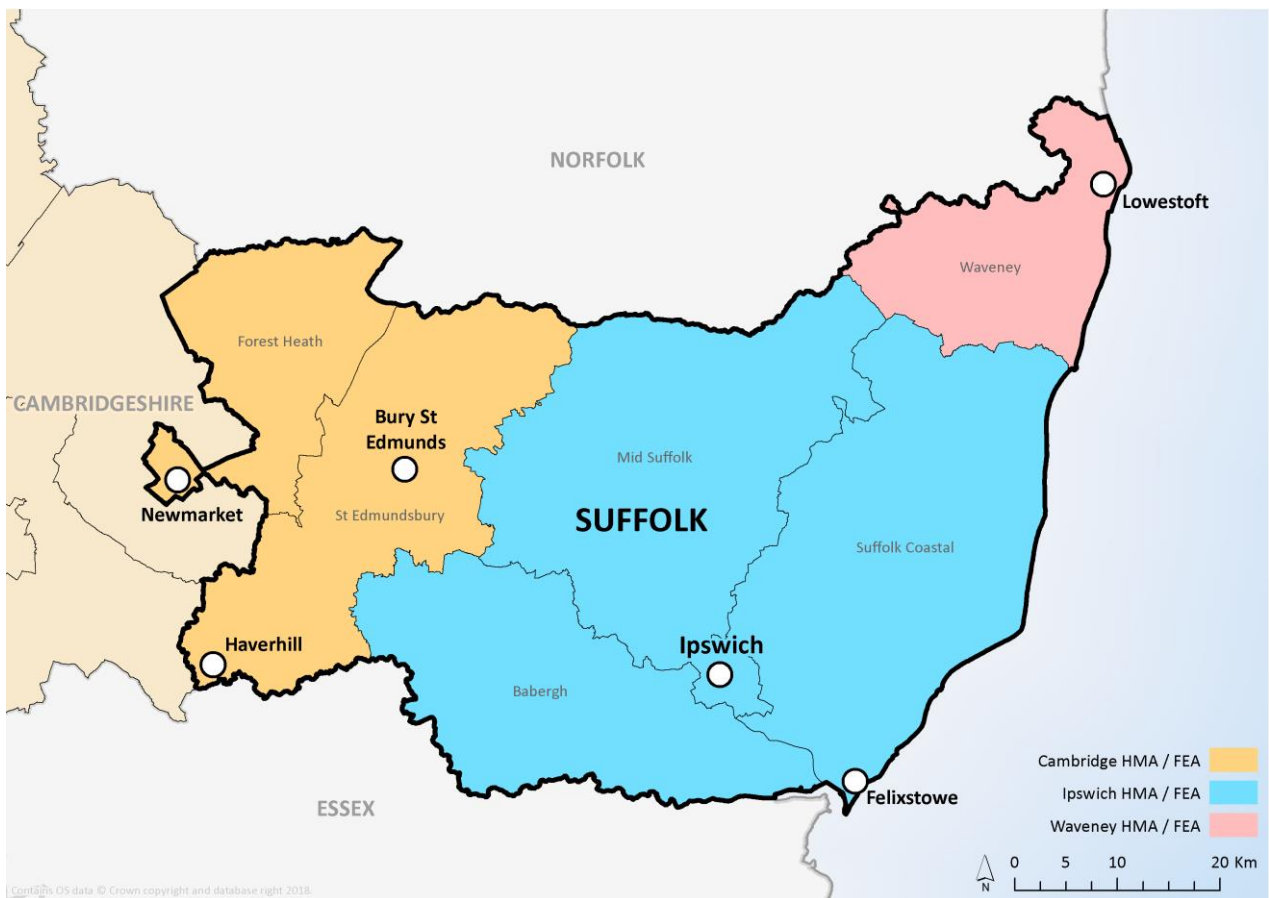 NORFOLK
Lowestoft
Waveney
Forest Heath
CAMBRIDGESHIRE
Bury St
Edmunds
Mid Suffolk
Newmarket
St Edmundsbury
SUFFOLK
Suffolk Coastal
Haverhill
Ipswich
Babergh
Felixstowe
ESSEX
Cambridge HMA / FEA
Ipswich HMA / FEA
Waveney HMA / FEA
0 5 10 20 Km
N
Contains OS data © Crown copyright and database right 2018.